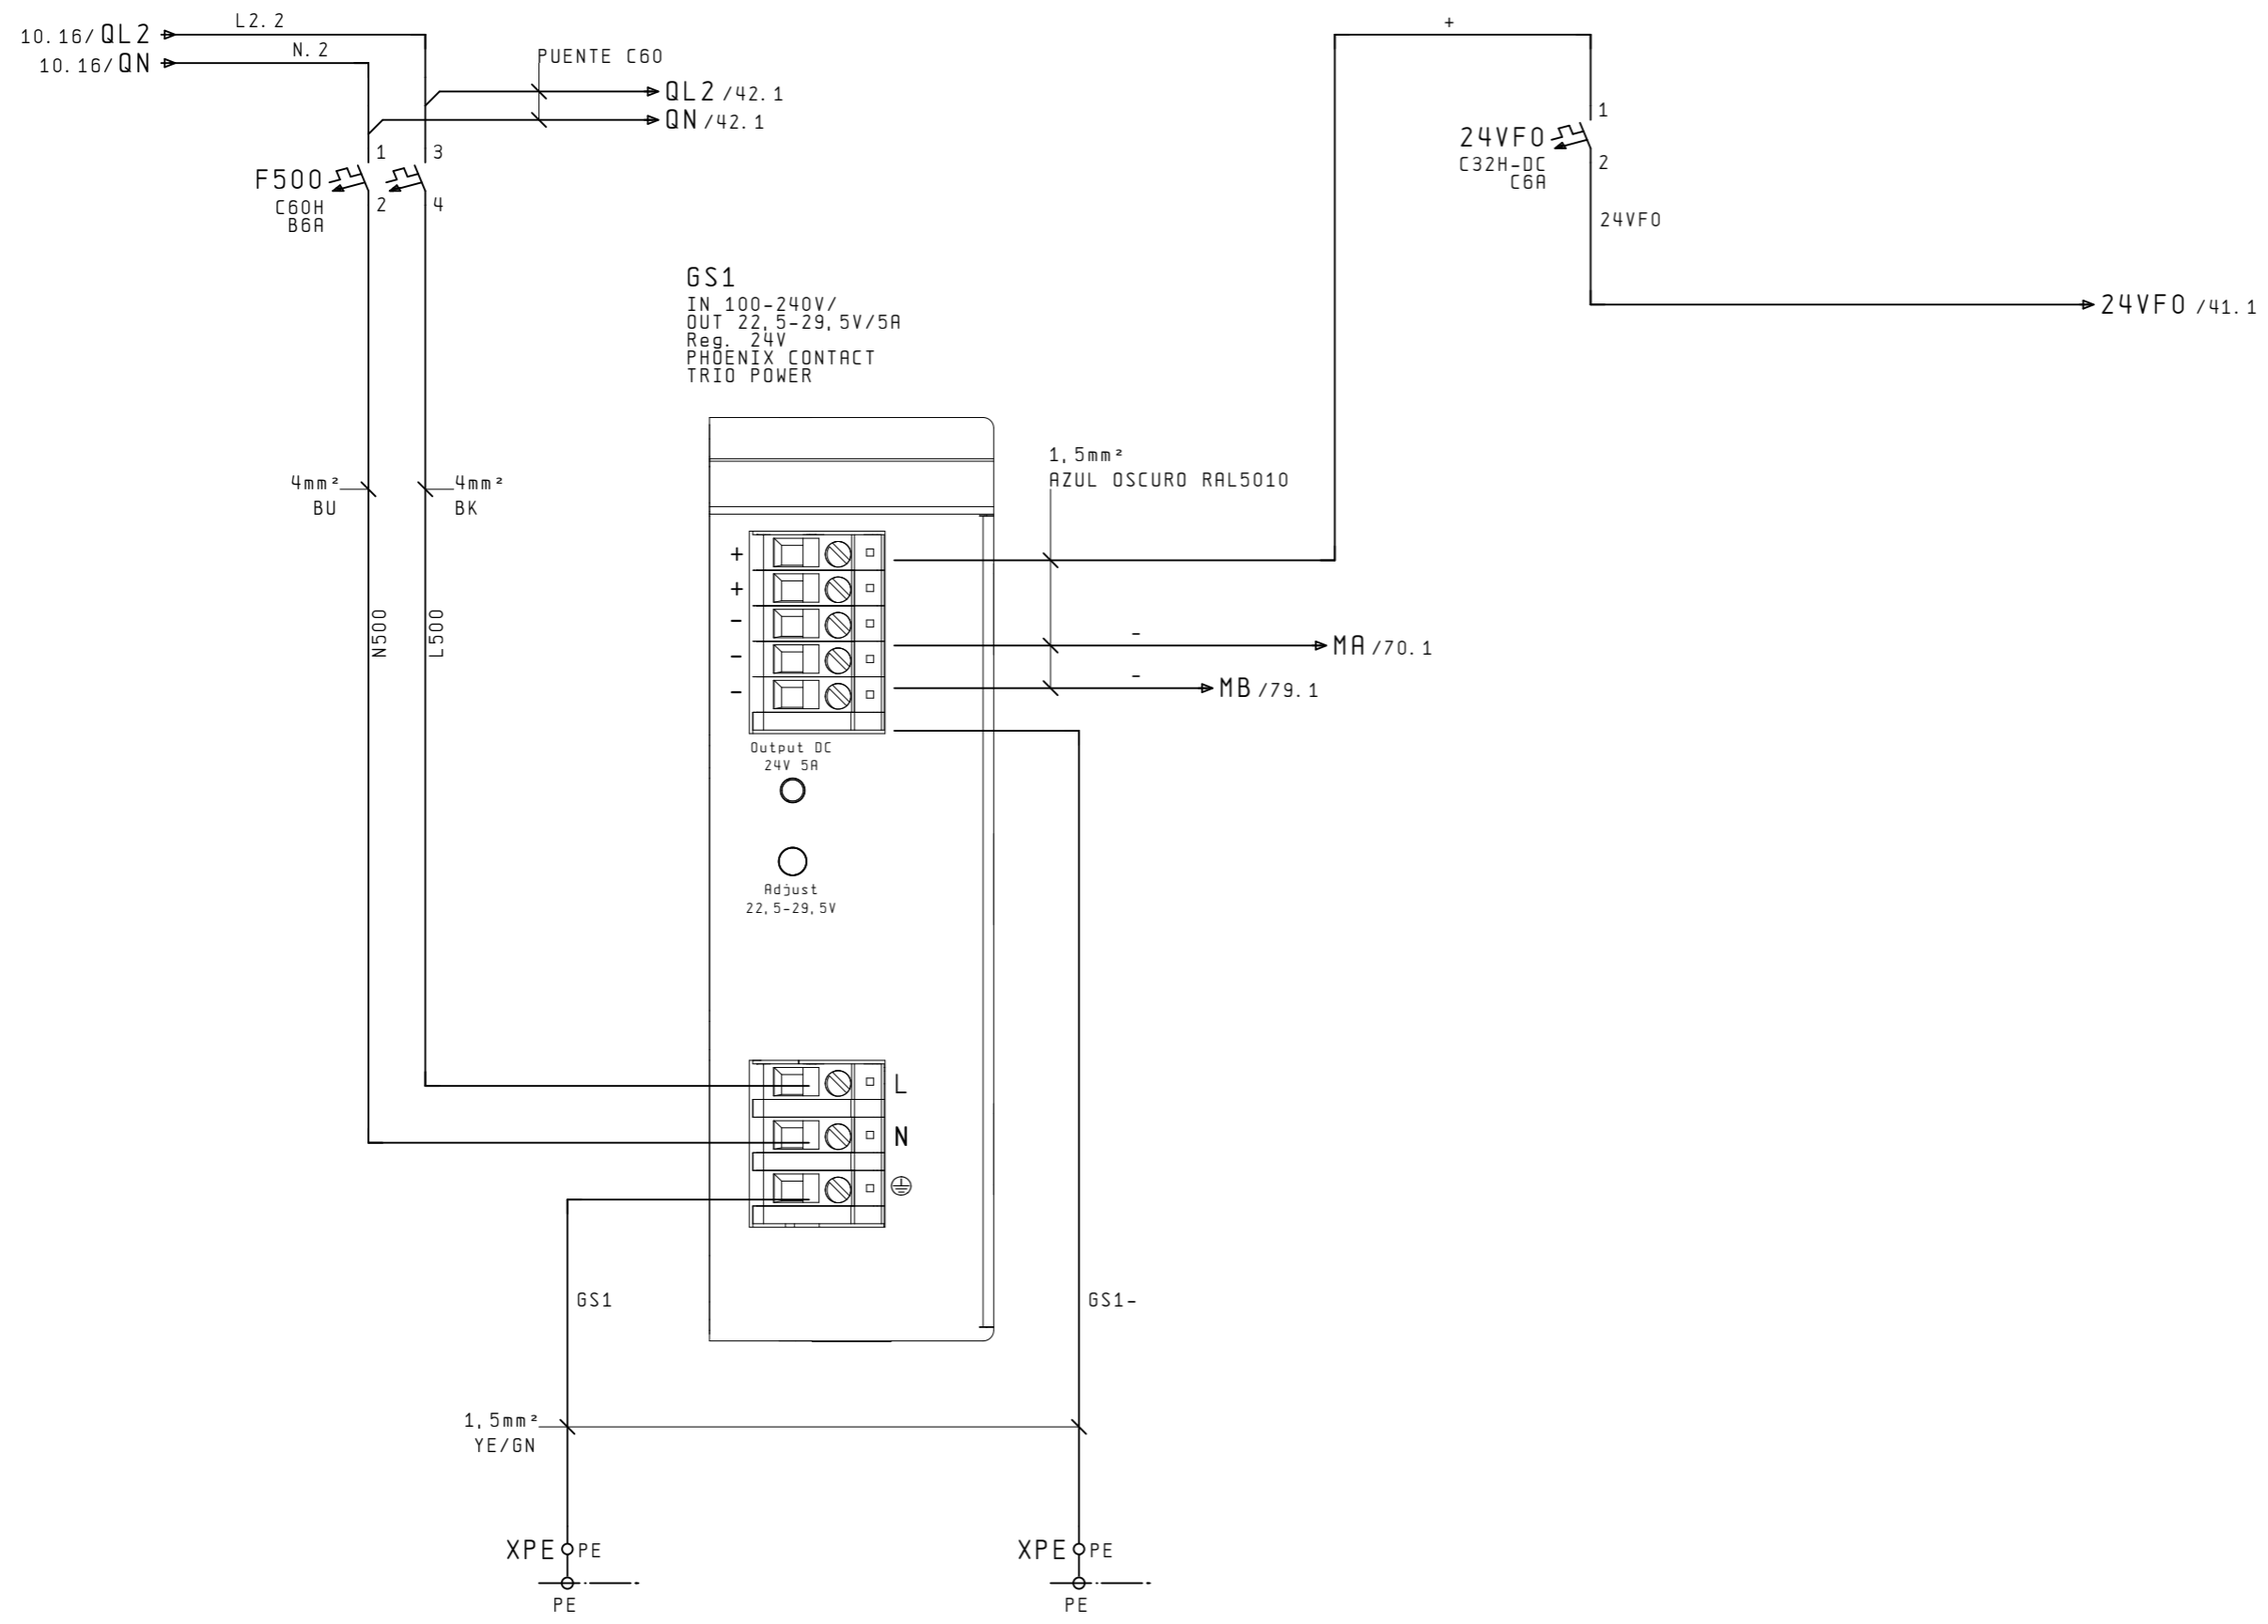 L2.2
10.16/QL2
N.2
10.16/QN
PUENTE C60
QL2/42.1
QN/42.1
1
3
F500
C60H
B6A
2
4
+
1
24VF0
C32H-DC
C6A
2
24VF0
24VF0/41.1
GS1
IN 100-240V/
OUT 22,5-29,5V/5A
Reg. 24V
PHOENIX CONTACT
TRIO POWER
4mm²
BU
4mm²
BK
1,5mm²
AZUL OSCURO RAL5010
N500
L500
+
+
-
-
-
-
MA/70.1
-
MB/79.1
Output DC
24V 5A
Adjust
22,5-29,5V
L
N
GS1
GS1-
1,5mm²
YE/GN
XPE PE
PE
XPE PE
PE